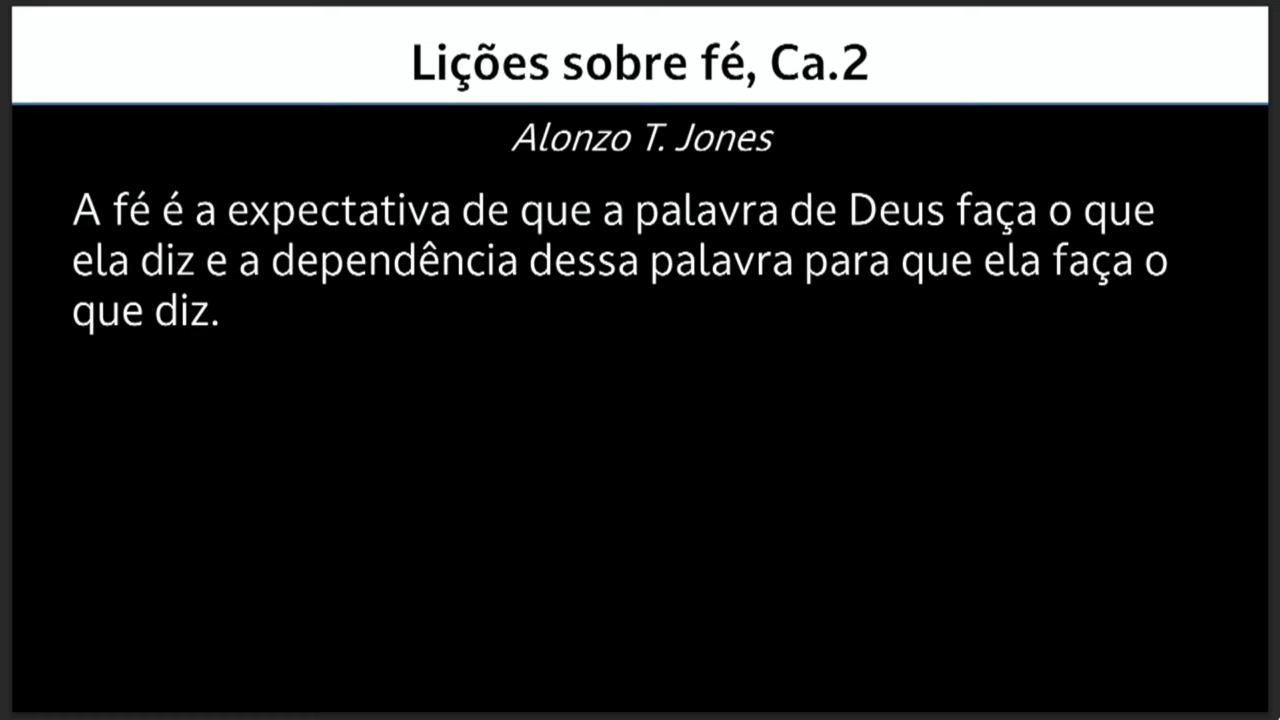 Lições sobre fé, Ca.2
Alonzo T. Jones
A fé é a expectativa de que a palavra de Deus faça o que
ela diz e a dependência dessa palavra para que ela faça o
que diz.